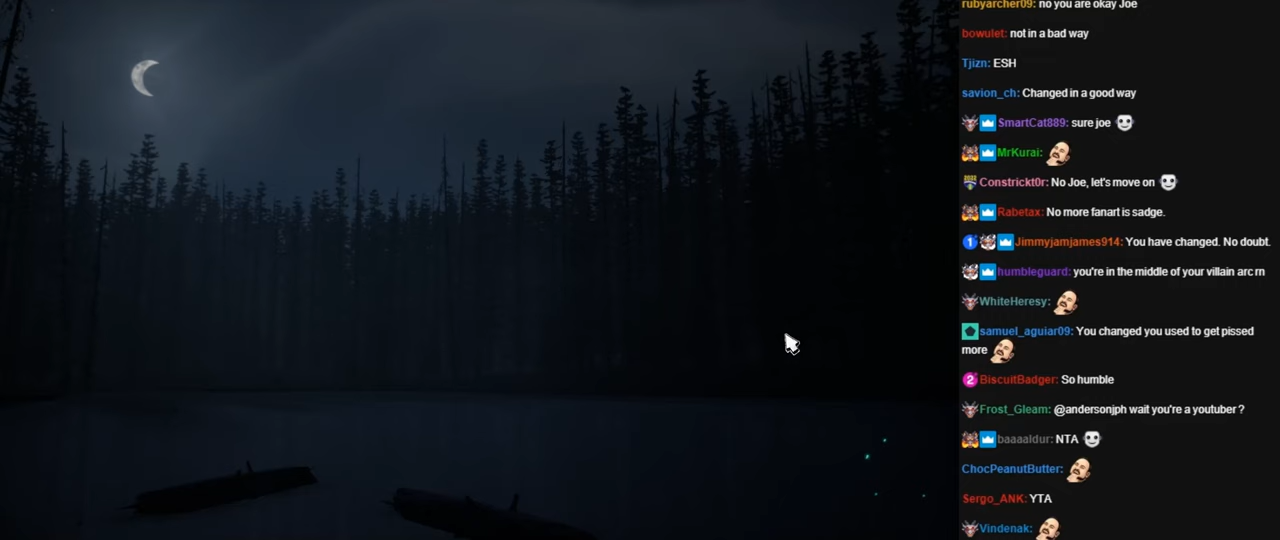 rubyarcher09: no you are okay Joe
bowulet: not in a bad way
Tjizn: ESH
savion_ch: Changed in a good way
SmartCat889: sure joe
MrKurai:
Constrickt0r: No Joe, let's move on
Rabetax: No more fanart is sadge.
1 Jimmyjamjames914: You have changed. No doubt.
humbleguard: you're in the middle of your villain arc rn
WhiteHeresy:
samuel_aguiar09: You changed you used to get pissed
more
2 BiscuitBadger: So humble
Frost_Gleam: @andersonjph wait you're a youtuber ?
baaaaldur: NTA
ChocPeanutButter:
Sergo_ANK: YTA
Vindenak: